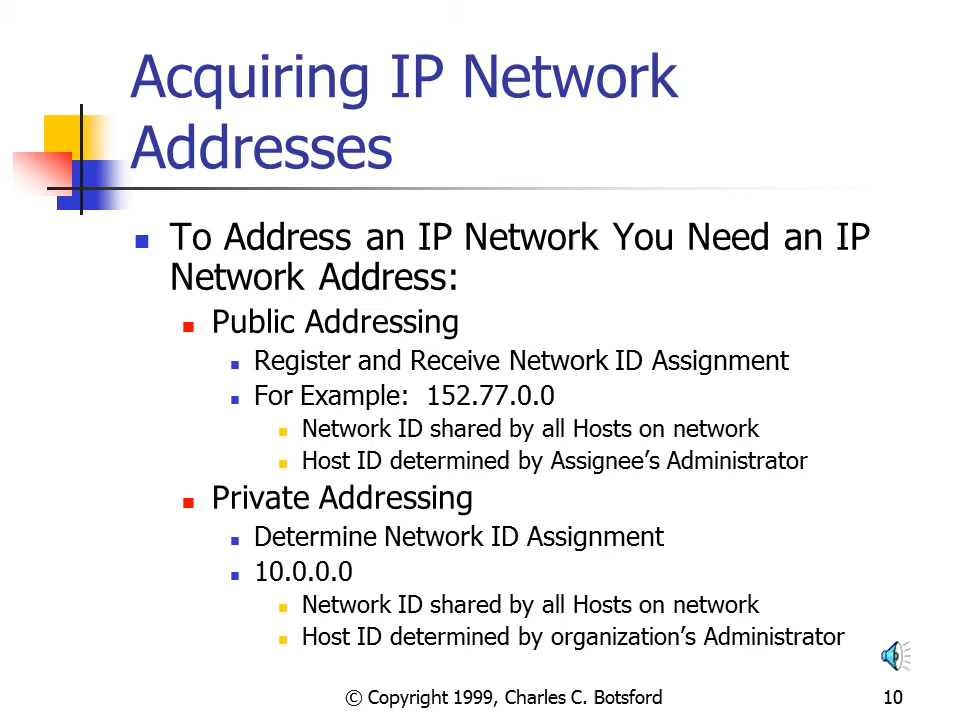 Acquiring IP Network
Addresses
To Address an IP Network You Need an IP
Network Address:
Public Addressing
Register and Receive Network ID Assignment
For Example: 152.77.0.0
Network ID shared by all Hosts on network
Host ID determined by Assignee’s Administrator
Private Addressing
Determine Network ID Assignment
10.0.0.0
Network ID shared by all Hosts on network
Host ID determined by organization’s Administrator
© Copyright 1999, Charles C. Botsford
10